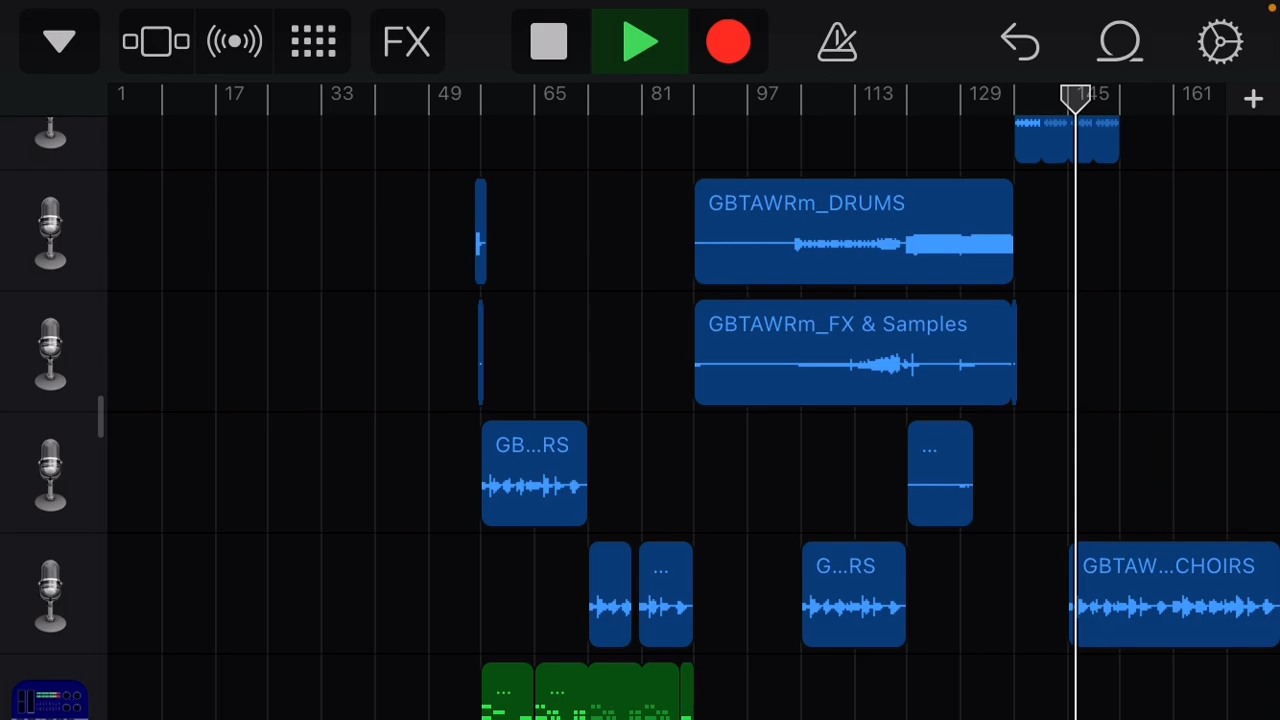 FX
1 17 33 49 65 81 97 113 129 145 161 +
GBTAWRm_DRUMS
GBTAWRm_FX & Samples
GB...RS
...
...
G...RS
GBTAW...CHOIRS
...
...